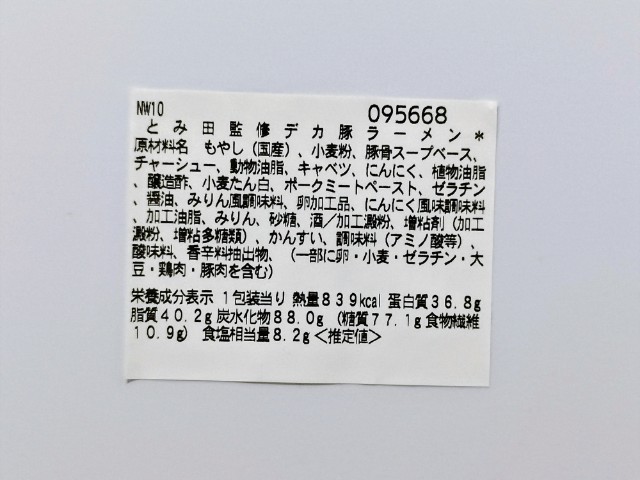 NW10
095668
とみ田監修デカ豚ラーメン*
原材料名 もやし（国産）、小麦粉、豚骨スープベース、
チャーシュー、動物油脂、キャベツ、にんにく、植物油脂
、醸造酢、小麦たん白、ポークミートペースト、ゼラチン
、醤油、みりん風調味料、卵加工品、にんにく風味調味料
、加工油脂、みりん、砂糖、酒／加工澱粉、増粘剤（加工
澱粉、増粘多糖類）、かんすい、調味料（アミノ酸等）、
酸味料、香辛料抽出物、（一部に卵・小麦・ゼラチン・大
豆・鶏肉・豚肉を含む）
栄養成分表示 1包装当り 熱量839kcal 蛋白質36.8g
脂質40.2g 炭水化物88.0g（糖質77.1g 食物繊維
10.9g） 食塩相当量8.2g＜推定値＞